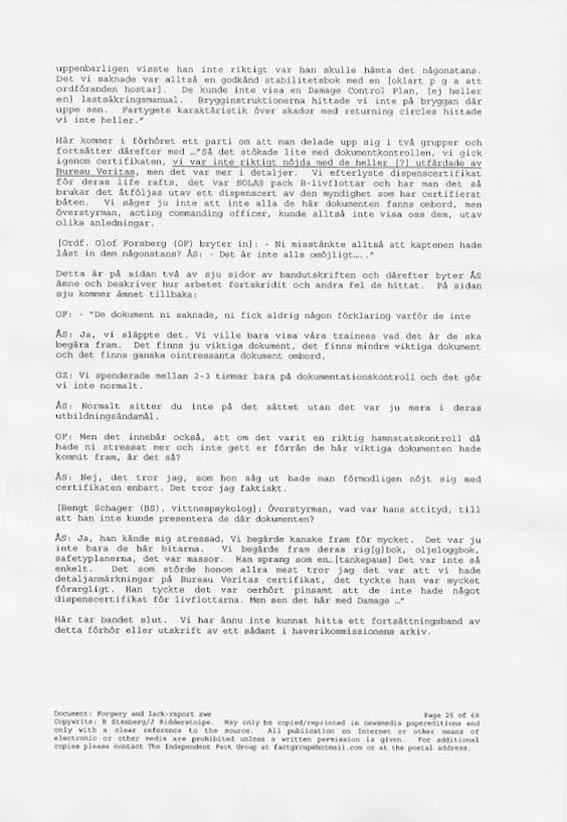 uppenbarligen visste han inte riktigt var han skulle hämta det någonstans.
Det vi saknade var alltså en godkänd stabilitetsbok med en [oklart p g a att
ordföranden hostar]. De kunde inte visa en Damage Control Plan, [ej heller
en] lastsäkringsmanual. Brygginstruktionerna hittade vi inte på bryggan där
uppe sen. Fartygets karaktäristik över skador med returning circles hittade
vi inte heller."
Här kommer i förhöret ett parti om att man delade upp sig i två grupper och
fortsätter därefter med …"Så det stökade lite med dokumentkontrollen, vi gick
igenom certifikaten, vi var inte riktigt nöjda med de heller [?] utfärdade av
Bureau Veritas, men det var mer i detaljer. Vi efterlyste dispenscertifikat
för deras life rafts, det var SOLAS pack B-livflottar och har man det så
brukar det åtföljas utav ett dispenscert av den myndighet som har certifierat
båten. Vi säger ju inte att inte alla de här dokumenten fanns ombord, men
överstyrman, acting commanding officer, kunde alltså inte visa oss dem, utav
olika anledningar.
[Ordf. Olof Forsberg (OF) bryter in]: - Ni misstänkte alltså att kaptenen hade
låst in dem någonstans? ÅS: - Det är inte alls omöjligt….."
Detta är på sidan två av sju sidor av bandutskriften och därefter byter ÅS
ämne och beskriver hur arbetet fortskridit och andra fel de hittat. På sidan
sju kommer ämnet tillbaka:
OF: - "De dokument ni saknade, ni fick aldrig någon förklaring varför de inte
ÅS: Ja, vi släppte det. Vi ville bara visa våra trainees vad det är de ska
begära fram. Det finns ju viktiga dokument, det finns mindre viktiga dokument
och det finns ganska ointressanta dokument ombord.
GZ: Vi spenderade mellan 2-3 timmar bara på dokumentationskontroll och det gör
vi inte normalt.
ÅS: Normalt sitter du inte på det sättet utan det var ju mera i deras
utbildningsändamål.
OF: Men det innebär också, att om det varit en riktig hamnstatskontroll då
hade ni stressat mer och inte gett er förrän de här viktiga dokumenten hade
kommit fram, är det så?
ÅS: Nej, det tror jag, som hon såg ut hade man förmodligen nöjt sig med
certifikaten enbart. Det tror jag faktiskt.
[Bengt Schager (BS), vittnespsykolog]: Överstyrman, vad var hans attityd, till
att han inte kunde presentera de där dokumenten?
ÅS: Ja, han kände sig stressad, Vi begärde kanske fram för mycket. Det var ju
inte bara de här bitarna. Vi begärde fram deras rig[g]bok, oljeloggbok,
safetyplanerna, det var massor. Han sprang som en…[tankepaus] Det var inte så
enkelt. Det som störde honom allra mest tror jag det var att vi hade
detaljanmärkningar på Bureau Veritas certifikat, det tyckte han var mycket
förargligt. Han tyckte det var oerhört pinsamt att de inte hade något
dispenscertifikat för livflottarna. Men sen det här med Damage …"
Här tar bandet slut. Vi har ännu inte kunnat hitta ett fortsättningsband av
detta förhör eller utskrift av ett sådant i haverikommissionens arkiv.
Document: Forgery and lack-report swe Page 25 of 68
Copywrite: B Stenberg/J Ridderstolpe. May only be copied/reprinted in newsmedia papereditions and
only with a clear reference to the source. All publication on Internet or other means of
electronic or other media are prohibited unless a written permission is given. For additional
copies please contact The Independent Fact Group at factgroup@hotmail.com or at the postal address.